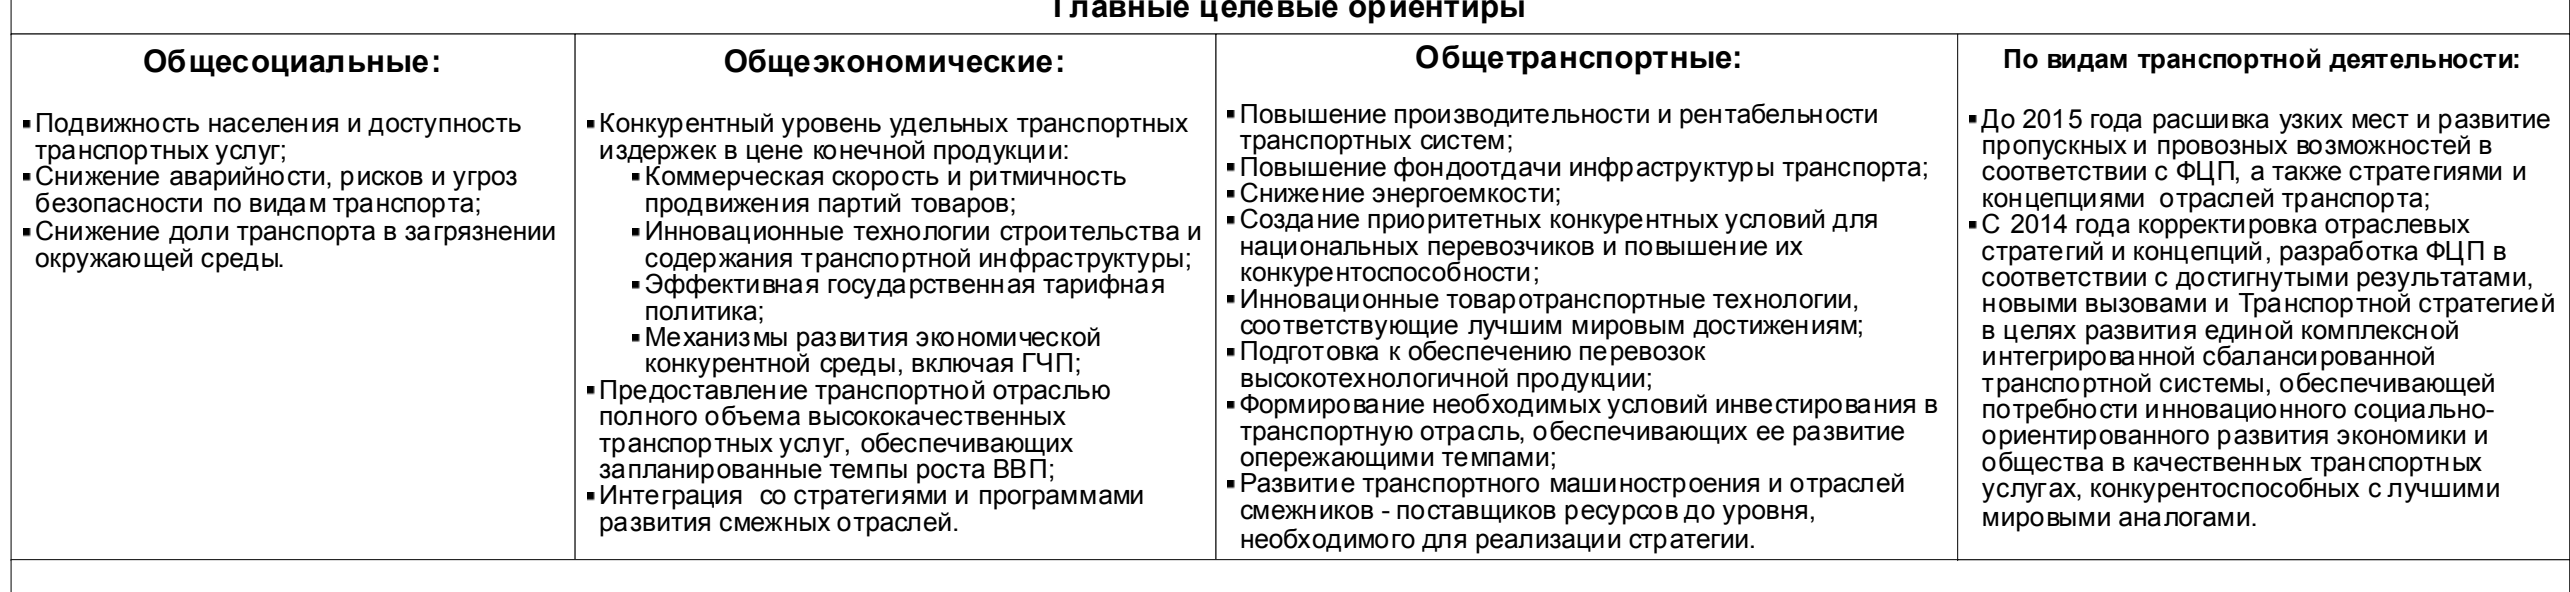 Главные целевые ориентиры
Общесоциальные:
▪Подвижность населения и доступность
транспортных услуг;
▪Снижение аварийности, рисков и угроз
безопасности по видам транспорта;
▪Снижение доли транспорта в загрязнении
окружающей среды.
Общеэкономические:
▪Конкурентный уровень удельных транспортных
издержек в цене конечной продукции:
▪Коммерческая скорость и ритмичность
продвижения партий товаров;
▪Инновационные технологии строительства и
содержания транспортной инфраструктуры;
▪Эффективная государственная тарифная
политика;
▪Механизмы развития экономической
конкурентной среды, включая ГЧП;
▪Предоставление транспортной отраслью
полного объема высококачественных
транспортных услуг, обеспечивающих
запланированные темпы роста ВВП;
▪Интеграция со стратегиями и программами
развития смежных отраслей.
Общетранспортные:
▪Повышение производительности и рентабельности
транспортных систем;
▪Повышение фондоотдачи инфраструктуры транспорта;
▪Снижение энергоемкости;
▪Создание приоритетных конкурентных условий для
национальных перевозчиков и повышение их
конкурентоспособности;
▪Инновационные товаротранспортные технологии,
соответствующие лучшим мировым достижениям;
▪Подготовка к обеспечению перевозок
высокотехнологичной продукции;
▪Формирование необходимых условий инвестирования в
транспортную отрасль, обеспечивающих ее развитие
опережающими темпами;
▪Развитие транспортного машиностроения и отраслей
смежников - поставщиков ресурсов до уровня,
необходимого для реализации стратегии.
По видам транспортной деятельности:
▪До 2015 года расшивка узких мест и развитие
пропускных и провозных возможностей в
соответствии с ФЦП, а также стратегиями и
концепциями отраслей транспорта;
▪С 2014 года корректировка отраслевых
стратегий и концепций, разработка ФЦП в
соответствии с достигнутыми результатами,
новыми вызовами и Транспортной стратегией
в целях развития единой комплексной
интегрированной сбалансированной
транспортной системы, обеспечивающей
потребности инновационного социально-
ориентированного развития экономики и
общества в качественных транспортных
услугах, конкурентоспособных с лучшими
мировыми аналогами.